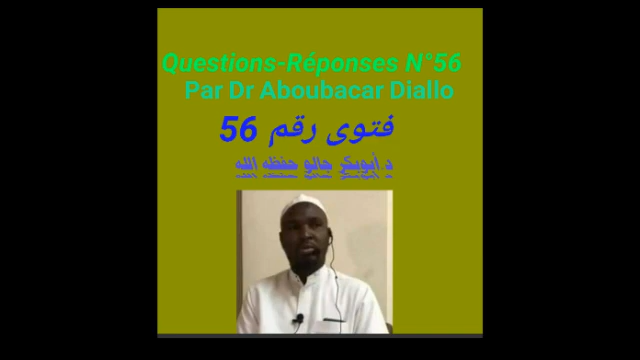 Questions-Réponses N°56
Par Dr Aboubacar Diallo
فتوى رقم 56
د.أبوبكر جالو حفظه الله